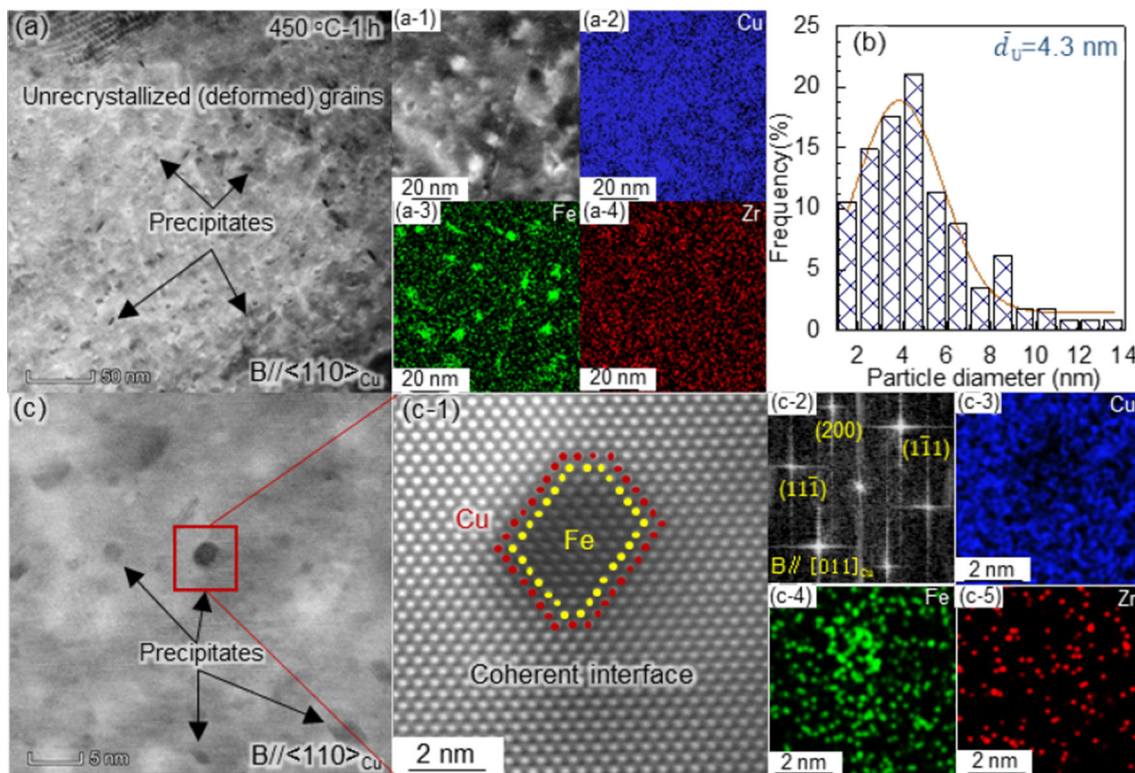 (a)
450 °C-1 h
Unrecrystallized (deformed) grains
Precipitates
50 nm
B//<110>Cu
(a-1)
20 nm
(a-2)
Cu
20 nm
(a-3)
Fe
20 nm
(a-4)
Zr
20 nm
(b)
d̄U=4.3 nm
Frequency(%)
25
20
15
10
5
0
2 4 6 8 10 12 14
Particle diameter (nm)
(c)
Precipitates
5 nm
B//<110>Cu
(c-1)
Cu
Fe
Coherent interface
2 nm
(c-2)
(200)
(11̄1)
(111̄)
B// [011]Cu
(c-3)
Cu
2 nm
(c-4)
Fe
2 nm
(c-5)
Zr
2 nm